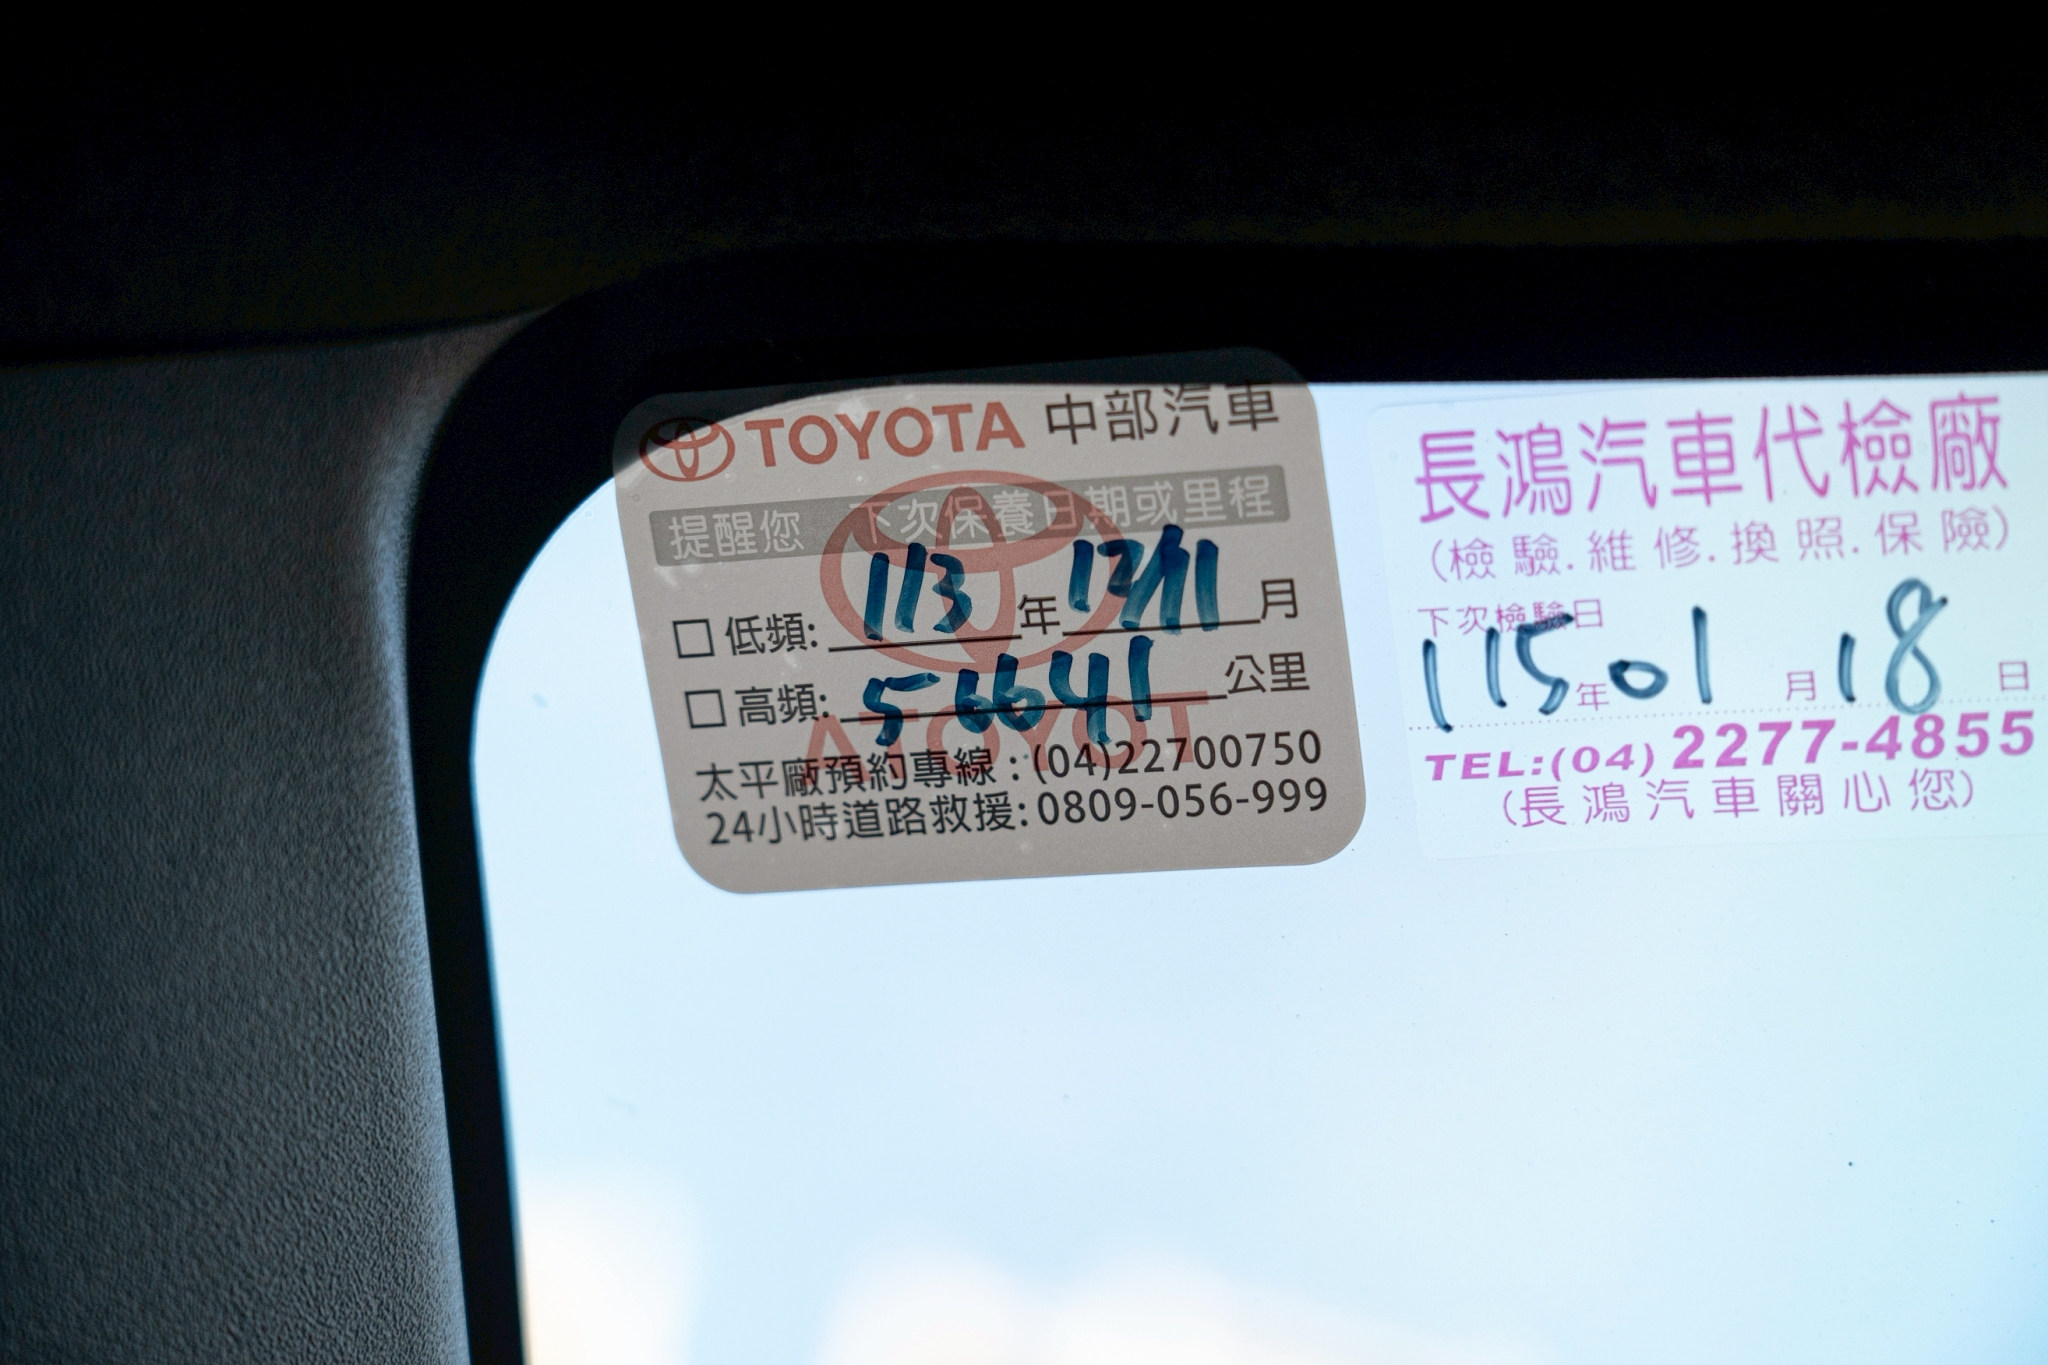 TOYOTA 中部汽車
提醒您 下次保養日期或里程
□ 低頻: 113 年 12/11 月
□ 高頻: 56641 公里
TOYOTA
太平廠預約專線 : (04)22700750
24小時道路救援: 0809-056-999
長鴻汽車代檢廠
(檢驗.維修.換照.保險)
下次檢驗日
115 年 01 月 18 日
TEL:(04) 2277-4855
(長鴻汽車關心您)